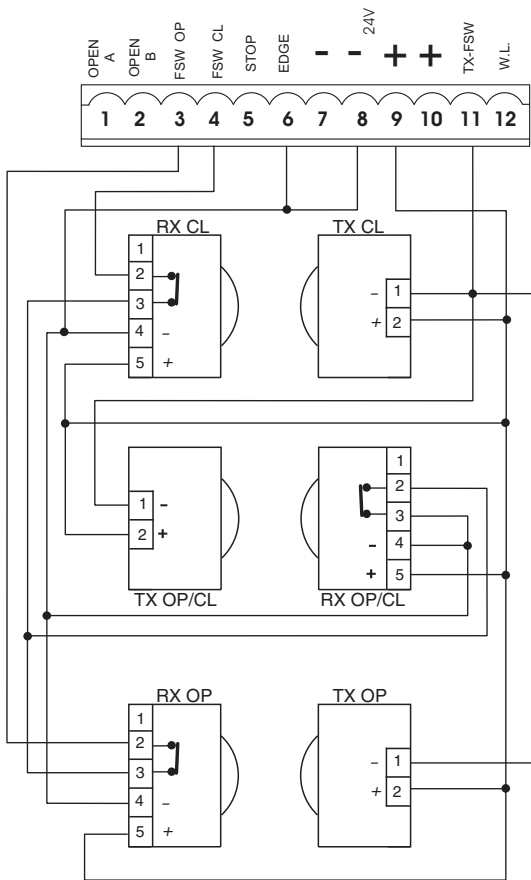 OPEN A
OPEN B
FSW OP
FSW CL
STOP
EDGE
- - 24V + +
TX-FSW
W.L.
1 2 3 4 5 6 7 8 9 10 11 12
RX CL
1
2
3
4 -
5 +
TX CL
- 1
+ 2
1 -
2 +
TX OP/CL
1
2
3
- 4
+ 5
RX OP/CL
RX OP
1
2
3
4 -
5 +
TX OP
- 1
+ 2